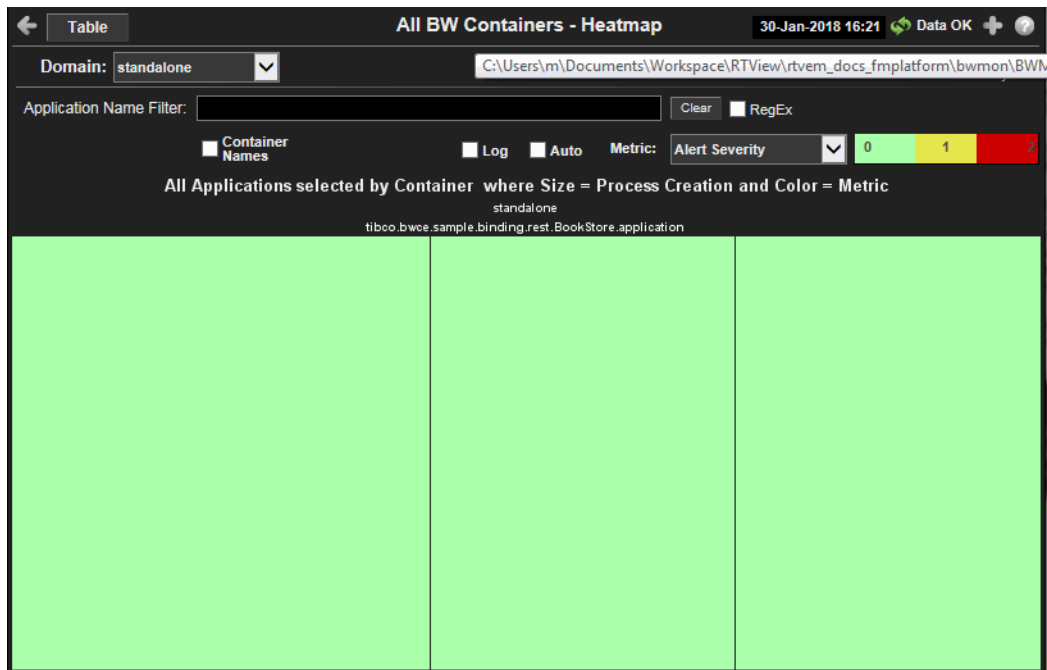 Table
All BW Containers - Heatmap
30-Jan-2018 16:21
Data OK
?
Domain:
standalone
C:\Users\m\Documents\Workspace\RTView\rtvem_docs_fmplatform\bwmon\BWM
Application Name Filter:
Clear
RegEx
Container
Names
Log
Auto
Metric:
Alert Severity
0
1
2
All Applications selected by Container where Size = Process Creation and Color = Metric
standalone
tibco.bwce.sample.binding.rest.BookStore.application